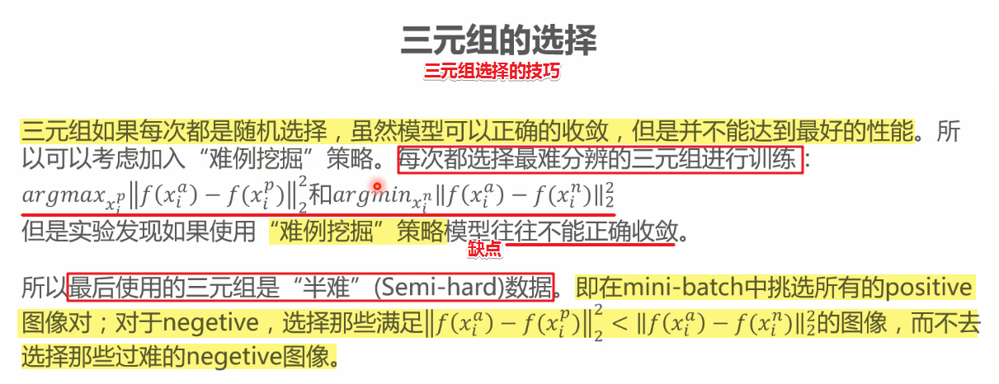 三元组的选择
三元组选择的技巧
三元组如果每次都是随机选择，虽然模型可以正确的收敛，但是并不能达到最好的性能。所
以可以考虑加入“难例挖掘”策略。每次都选择最难分辨的三元组进行训练：
$argmax_{x_i^p}\|f(x_i^a)-f(x_i^p)\|_2^2$和$argmin_{x_i^n}\|f(x_i^a)-f(x_i^n)\|_2^2$
但是实验发现如果使用“难例挖掘”策略模型往往不能正确收敛。
缺点
所以最后使用的三元组是“半难”(Semi-hard)数据。即在mini-batch中挑选所有的positive
图像对；对于negetive，选择那些满足$\|f(x_i^a)-f(x_i^p)\|_2^2<\|f(x_i^a)-f(x_i^n)\|_2^2$的图像，而不去
选择那些过难的negetive图像。